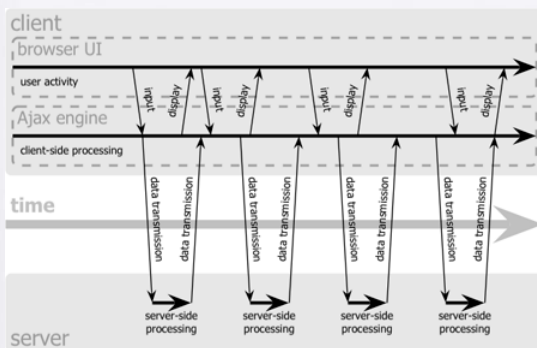 client
browser UI
user activity
input
display
input
display
input
display
input
display
Ajax engine
client-side processing
data transmission
data transmission
data transmission
data transmission
data transmission
data transmission
data transmission
data transmission
time
server-side
processing
server-side
processing
server-side
processing
server-side
processing
server